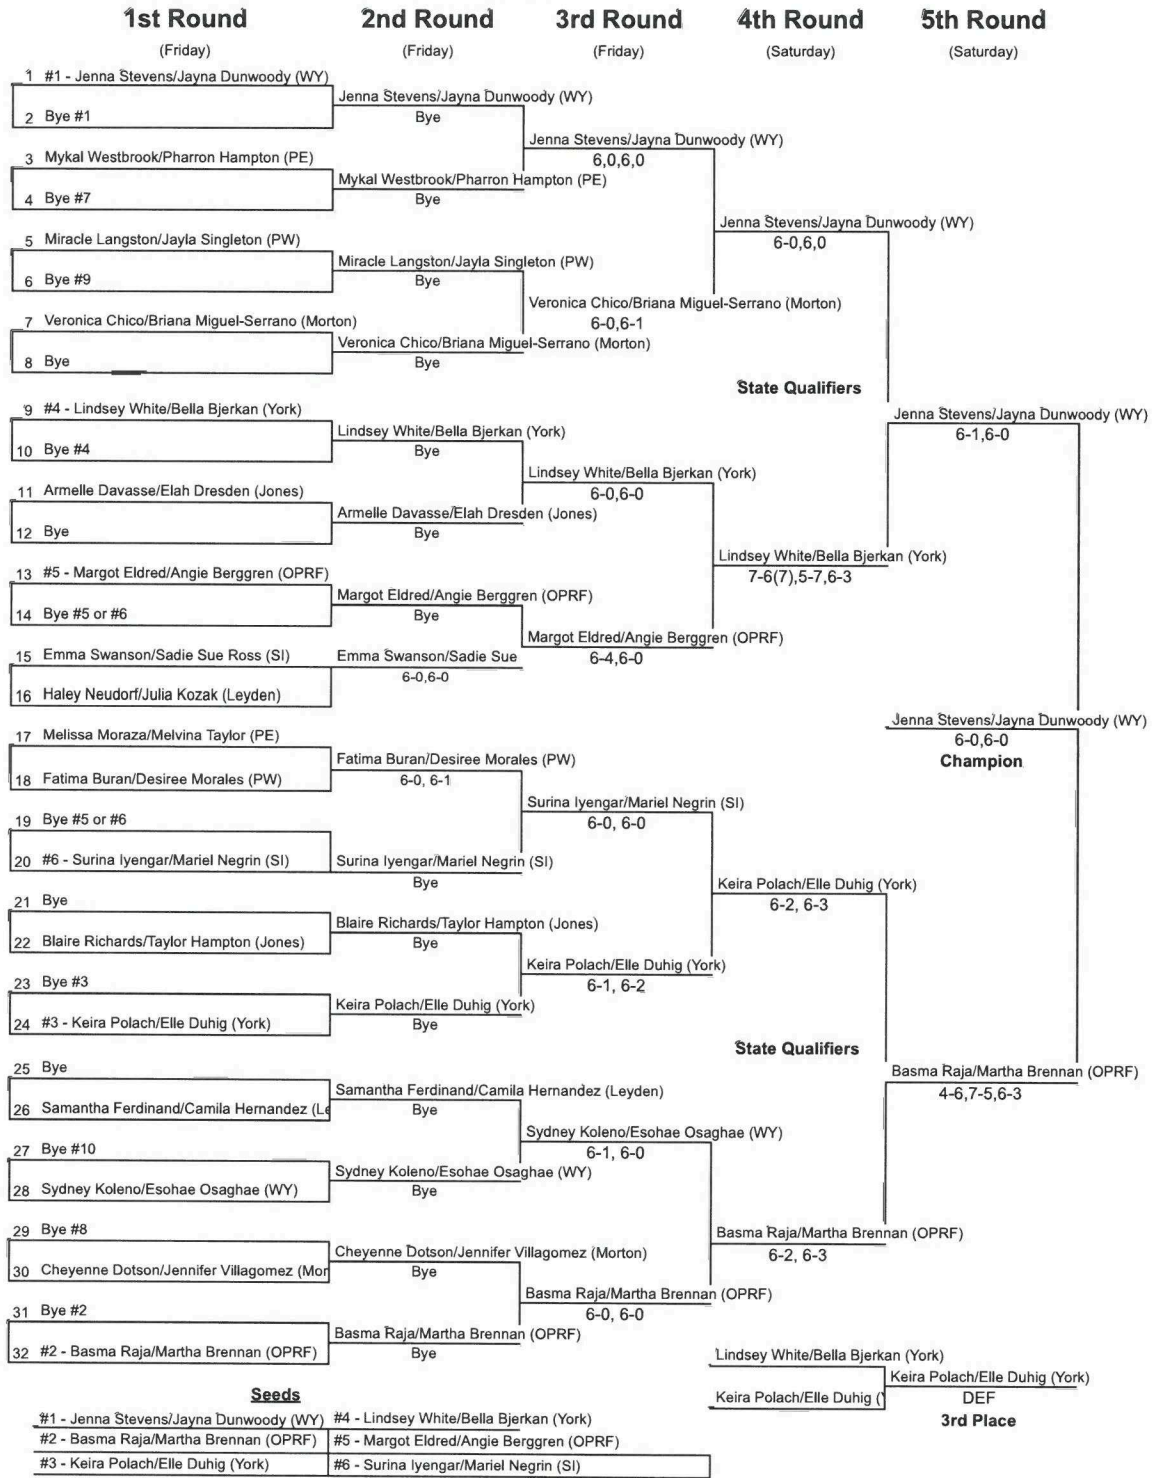 1st Round 2nd Round 3rd Round 4th Round 5th Round
(Friday) (Friday) (Friday) (Saturday) (Saturday)
1 #1 - Jenna Stevens/Jayna Dunwoody (WY)
Jenna Stevens/Jayna Dunwoody (WY)
2 Bye #1
Bye
Jenna Stevens/Jayna Dunwoody (WY)
6,0,6,0
3 Mykal Westbrook/Pharron Hampton (PE)
Mykal Westbrook/Pharron Hampton (PE)
4 Bye #7
Bye
Jenna Stevens/Jayna Dunwoody (WY)
6-0,6,0
5 Miracle Langston/Jayla Singleton (PW)
Miracle Langston/Jayla Singleton (PW)
6 Bye #9
Bye
Veronica Chico/Briana Miguel-Serrano (Morton)
6-0,6-1
7 Veronica Chico/Briana Miguel-Serrano (Morton)
Veronica Chico/Briana Miguel-Serrano (Morton)
8 Bye
Bye
State Qualifiers
9 #4 - Lindsey White/Bella Bjerkan (York)
Jenna Stevens/Jayna Dunwoody (WY)
6-1,6-0
Lindsey White/Bella Bjerkan (York)
10 Bye #4
Bye
Lindsey White/Bella Bjerkan (York)
6-0,6-0
11 Armelle Davasse/Elah Dresden (Jones)
Armelle Davasse/Elah Dresden (Jones)
12 Bye
Bye
Lindsey White/Bella Bjerkan (York)
7-6(7),5-7,6-3
13 #5 - Margot Eldred/Angie Berggren (OPRF)
Margot Eldred/Angie Berggren (OPRF)
14 Bye #5 or #6
Bye
Margot Eldred/Angie Berggren (OPRF)
6-4,6-0
15 Emma Swanson/Sadie Sue Ross (SI)
Emma Swanson/Sadie Sue
6-0,6-0
16 Haley Neudorf/Julia Kozak (Leyden)
Jenna Stevens/Jayna Dunwoody (WY)
6-0,6-0
Champion
17 Melissa Moraza/Melvina Taylor (PE)
Fatima Buran/Desiree Morales (PW)
18 Fatima Buran/Desiree Morales (PW)
6-0, 6-1
Surina Iyengar/Mariel Negrin (SI)
6-0, 6-0
19 Bye #5 or #6
20 #6 - Surina Iyengar/Mariel Negrin (SI)
Surina Iyengar/Mariel Negrin (SI)
Bye
Keira Polach/Elle Duhig (York)
6-2, 6-3
21 Bye
Blaire Richards/Taylor Hampton (Jones)
22 Blaire Richards/Taylor Hampton (Jones)
Bye
Keira Polach/Elle Duhig (York)
6-1, 6-2
23 Bye #3
Keira Polach/Elle Duhig (York)
24 #3 - Keira Polach/Elle Duhig (York)
Bye
State Qualifiers
25 Bye
Basma Raja/Martha Brennan (OPRF)
4-6,7-5,6-3
Samantha Ferdinand/Camila Hernandez (Leyden)
26 Samantha Ferdinand/Camila Hernandez (Le
Bye
Sydney Koleno/Esohae Osaghae (WY)
6-1, 6-0
27 Bye #10
Sydney Koleno/Esohae Osaghae (WY)
28 Sydney Koleno/Esohae Osaghae (WY)
Bye
29 Bye #8
Basma Raja/Martha Brennan (OPRF)
6-2, 6-3
Cheyenne Dotson/Jennifer Villagomez (Morton)
30 Cheyenne Dotson/Jennifer Villagomez (Mor
Bye
Basma Raja/Martha Brennan (OPRF)
6-0, 6-0
31 Bye #2
Basma Raja/Martha Brennan (OPRF)
32 #2 - Basma Raja/Martha Brennan (OPRF)
Bye
Lindsey White/Bella Bjerkan (York)
Keira Polach/Elle Duhig (York)
Keira Polach/Elle Duhig (
DEF
3rd Place
Seeds
#1 - Jenna Stevens/Jayna Dunwoody (WY) #4 - Lindsey White/Bella Bjerkan (York)
#2 - Basma Raja/Martha Brennan (OPRF) #5 - Margot Eldred/Angie Berggren (OPRF)
#3 - Keira Polach/Elle Duhig (York) #6 - Surina Iyengar/Mariel Negrin (SI)